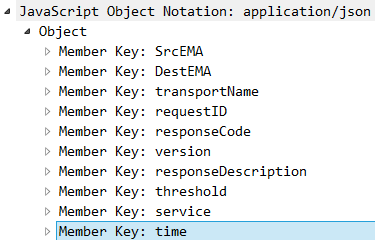 JavaScript Object Notation: application/json
Object
Member Key: SrcEMA
Member Key: DestEMA
Member Key: transportName
Member Key: requestID
Member Key: responseCode
Member Key: version
Member Key: responseDescription
Member Key: threshold
Member Key: service
Member Key: time